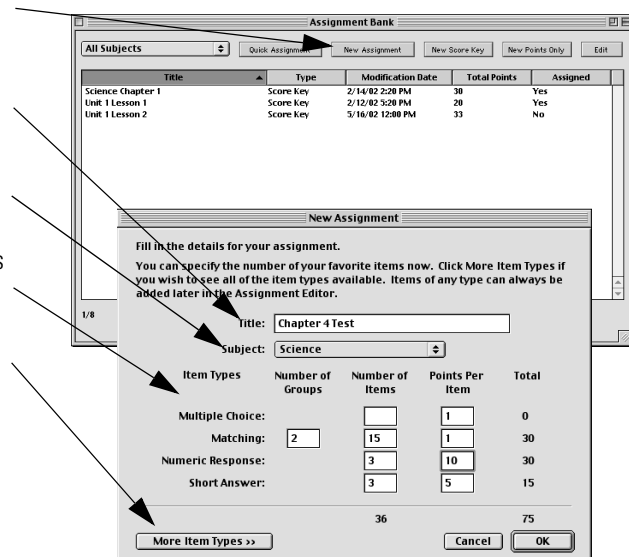 Assignment Bank
All Subjects Quick Assignment New Assignment New Score Key New Points Only Edit
Title Type Modification Date Total Points Assigned
Science Chapter 1 Score Key 2/14/02 2:20 PM 30 Yes
Unit 1 Lesson 1 Score Key 2/12/02 5:20 PM 20 Yes
Unit 1 Lesson 2 Score Key 5/16/02 12:00 PM 33 No
New Assignment
Fill in the details for your assignment.
You can specify the number of your favorite items now. Click More Item Types if
you wish to see all of the item types available. Items of any type can always be
added later in the Assignment Editor.
s
1/8
Title: Chapter 4 Test
Subject: Science
Item Types Number of Groups Number of Items Points Per Item Total
Multiple Choice: 1 0
Matching: 2 15 1 30
Numeric Response: 3 10 30
Short Answer: 3 5 15
36 75
More Item Types >> Cancel OK